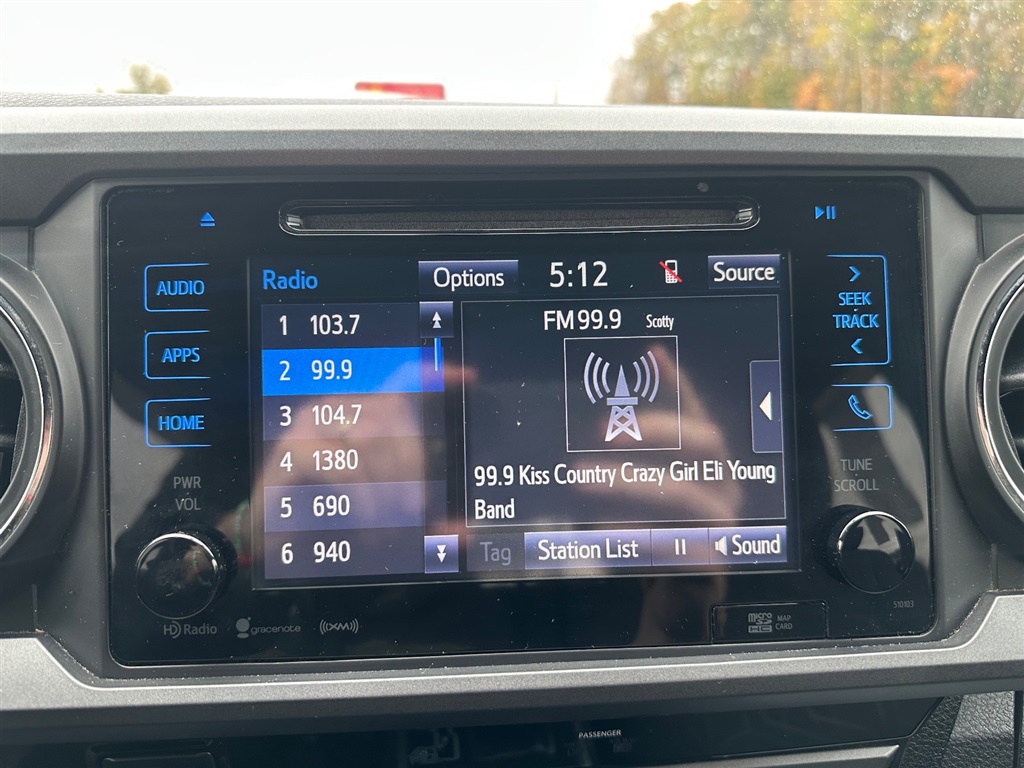 Radio Options 5:12 Source
AUDIO
APPS
HOME
PWR
VOL
1 103.7
2 99.9
3 104.7
4 1380
5 690
6 940
FM 99.9 Scotty
99.9 Kiss Country Crazy Girl Eli Young
Band
Tag Station List Sound
SEEK
TRACK
TUNE
SCROLL
HD Radio gracenote ((XM))
micro
SD
HC
MAP
CARD
510103
PASSENGER